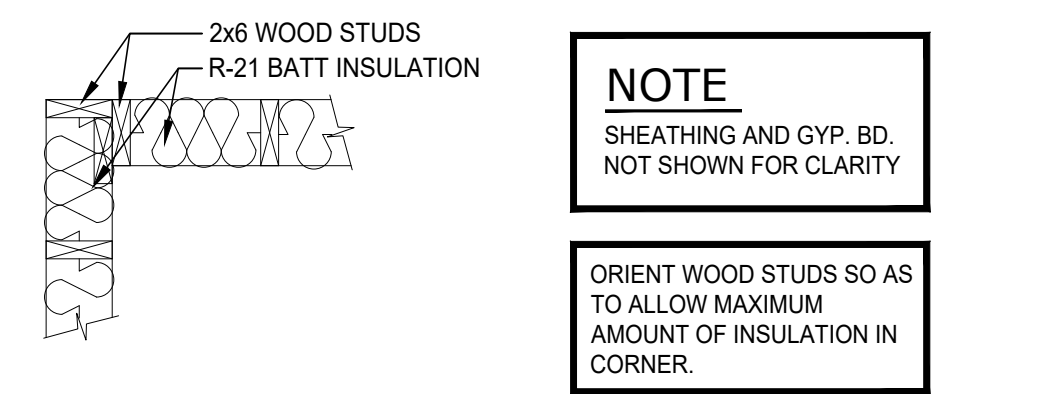 2x6 WOOD STUDS
R-21 BATT INSULATION
NOTE
SHEATHING AND GYP. BD.
NOT SHOWN FOR CLARITY
ORIENT WOOD STUDS SO AS
TO ALLOW MAXIMUM
AMOUNT OF INSULATION IN
CORNER.